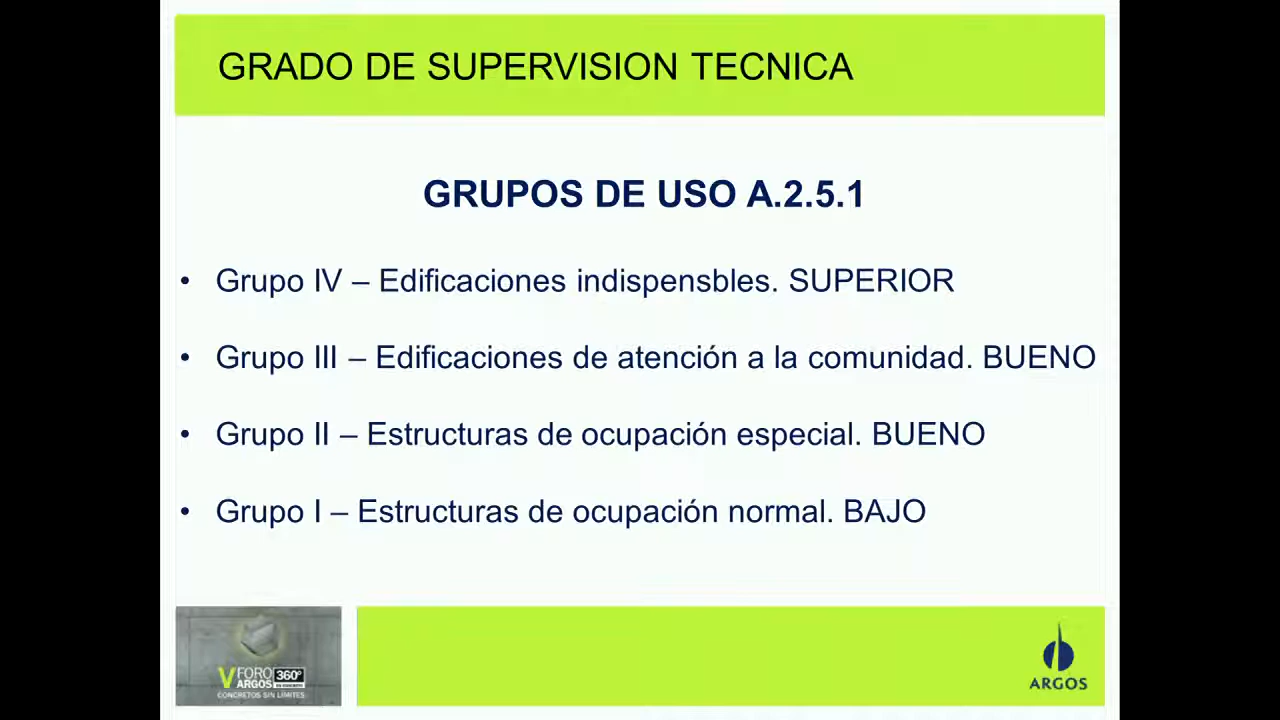 GRADO DE SUPERVISION TECNICA
GRUPOS DE USO A.2.5.1
• Grupo IV – Edificaciones indispensbles. SUPERIOR
• Grupo III – Edificaciones de atención a la comunidad. BUENO
• Grupo II – Estructuras de ocupación especial. BUENO
• Grupo I – Estructuras de ocupación normal. BAJO
V FORO ARGOS 360°
CONCRETOS SIN LÍMITES
ARGOS